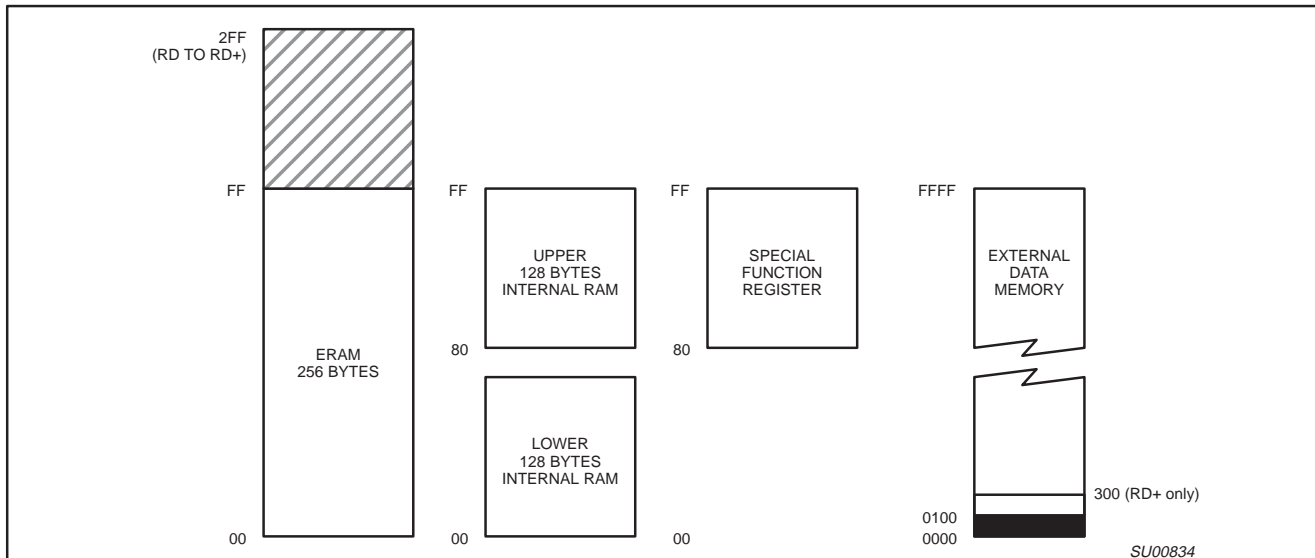 2FF
(RD TO RD+)
FF
ERAM
256 BYTES
00
FF
UPPER
128 BYTES
INTERNAL RAM
80
LOWER
128 BYTES
INTERNAL RAM
00
FF
SPECIAL
FUNCTION
REGISTER
80
00
FFFF
EXTERNAL
DATA
MEMORY
300 (RD+ only)
0100
0000
SU00834